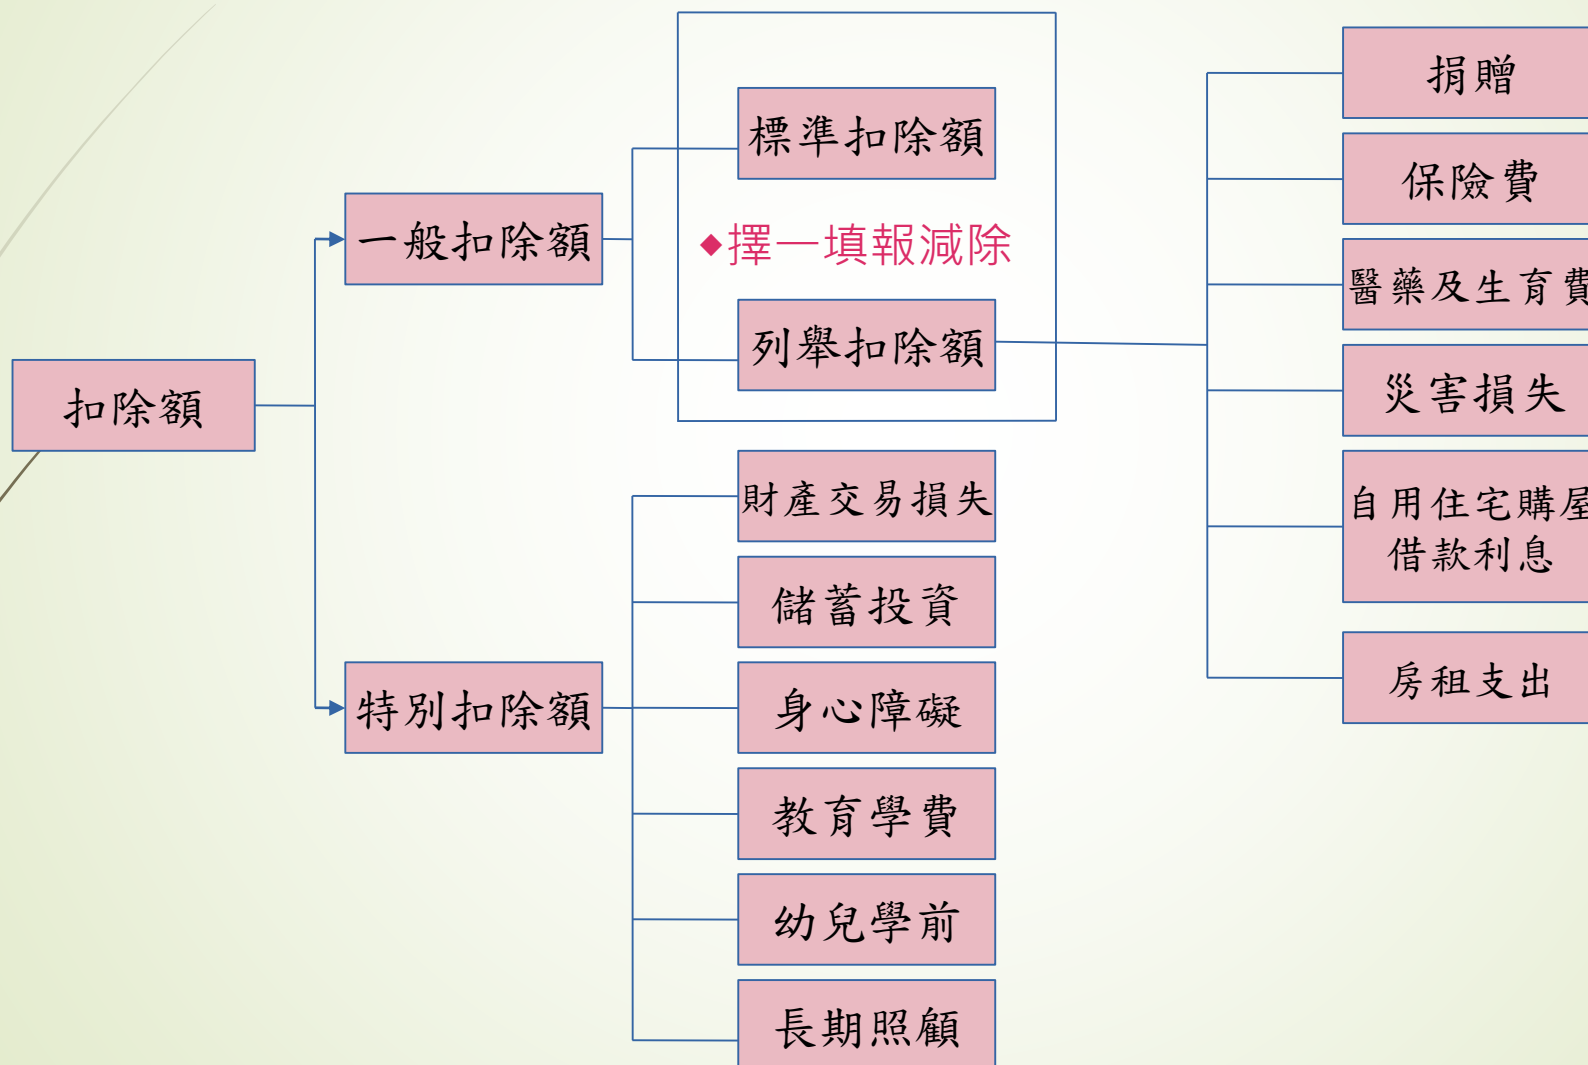 扣除額
一般扣除額
標準扣除額
◆擇一填報減除
列舉扣除額
捐贈
保險費
醫藥及生育費
災害損失
自用住宅購屋
借款利息
房租支出
特別扣除額
財產交易損失
儲蓄投資
身心障礙
教育學費
幼兒學前
長期照顧